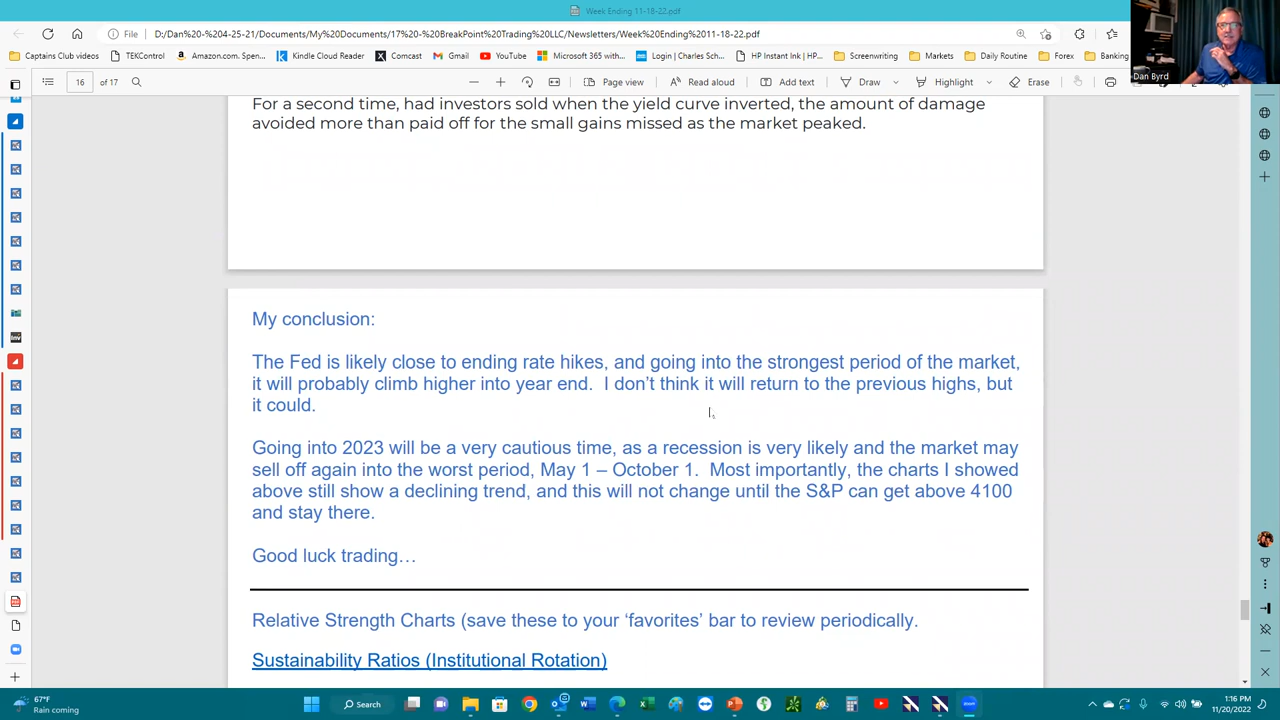 Week Ending 11-18-22.pdf
File D:/Dan%20-%204-25-21/Documents/My%20Documents/17%20-%20BreakPoint%20Trading%20LLC/Newsletters/Week%20Ending%2011-18-22.pdf
Captains Club videos TEKControl Amazon.com. Spen... Kindle Cloud Reader Comcast Gmail YouTube Microsoft 365 with... Login | Charles Sch... HP Instant Ink | HP... Screenwriting Markets Daily Routine Forex Banking
16 of 17 Page view Read aloud Add text Draw Highlight Erase
Dan Byrd
For a second time, had investors sold when the yield curve inverted, the amount of damage
avoided more than paid off for the small gains missed as the market peaked.
My conclusion:
The Fed is likely close to ending rate hikes, and going into the strongest period of the market,
it will probably climb higher into year end.  I don't think it will return to the previous highs, but
it could.
Going into 2023 will be a very cautious time, as a recession is very likely and the market may
sell off again into the worst period, May 1 – October 1.  Most importantly, the charts I showed
above still show a declining trend, and this will not change until the S&P can get above 4100
and stay there.
Good luck trading…
Relative Strength Charts (save these to your 'favorites' bar to review periodically.
Sustainability Ratios (Institutional Rotation)
67°F
Rain coming
Search
1:16 PM
11/20/2022